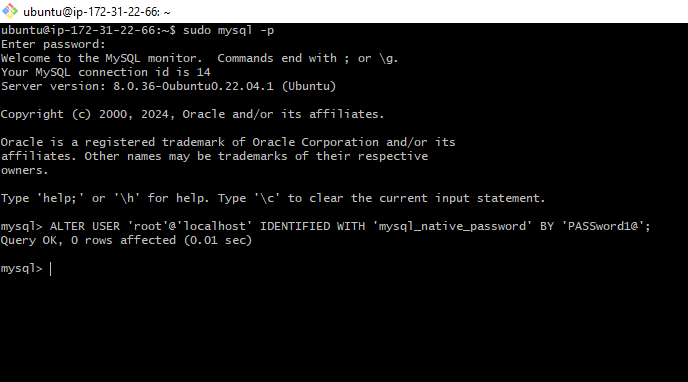 ubuntu@ip-172-31-22-66: ~
ubuntu@ip-172-31-22-66:~$ sudo mysql -p
Enter password:
Welcome to the MySQL monitor.  Commands end with ; or \g.
Your MySQL connection id is 14
Server version: 8.0.36-0ubuntu0.22.04.1 (Ubuntu)
Copyright (c) 2000, 2024, Oracle and/or its affiliates.
Oracle is a registered trademark of Oracle Corporation and/or its
affiliates. Other names may be trademarks of their respective
owners.
Type 'help;' or '\h' for help. Type '\c' to clear the current input statement.
mysql> ALTER USER 'root'@'localhost' IDENTIFIED WITH 'mysql_native_password' BY 'PASSword1@';
Query OK, 0 rows affected (0.01 sec)
mysql>